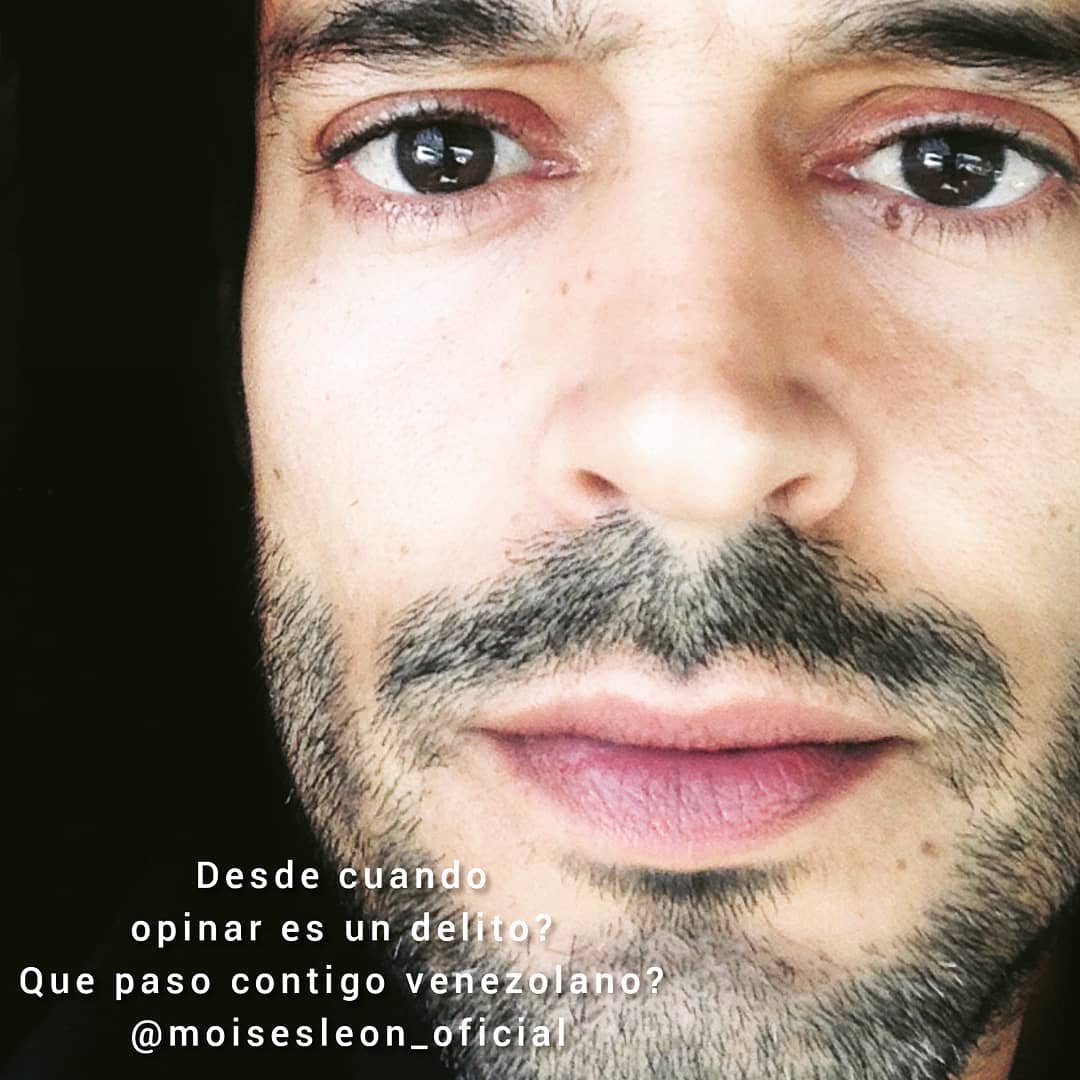 Desde cuando
opinar es un delito?
Que paso contigo venezolano?
@moisesleon_oficial